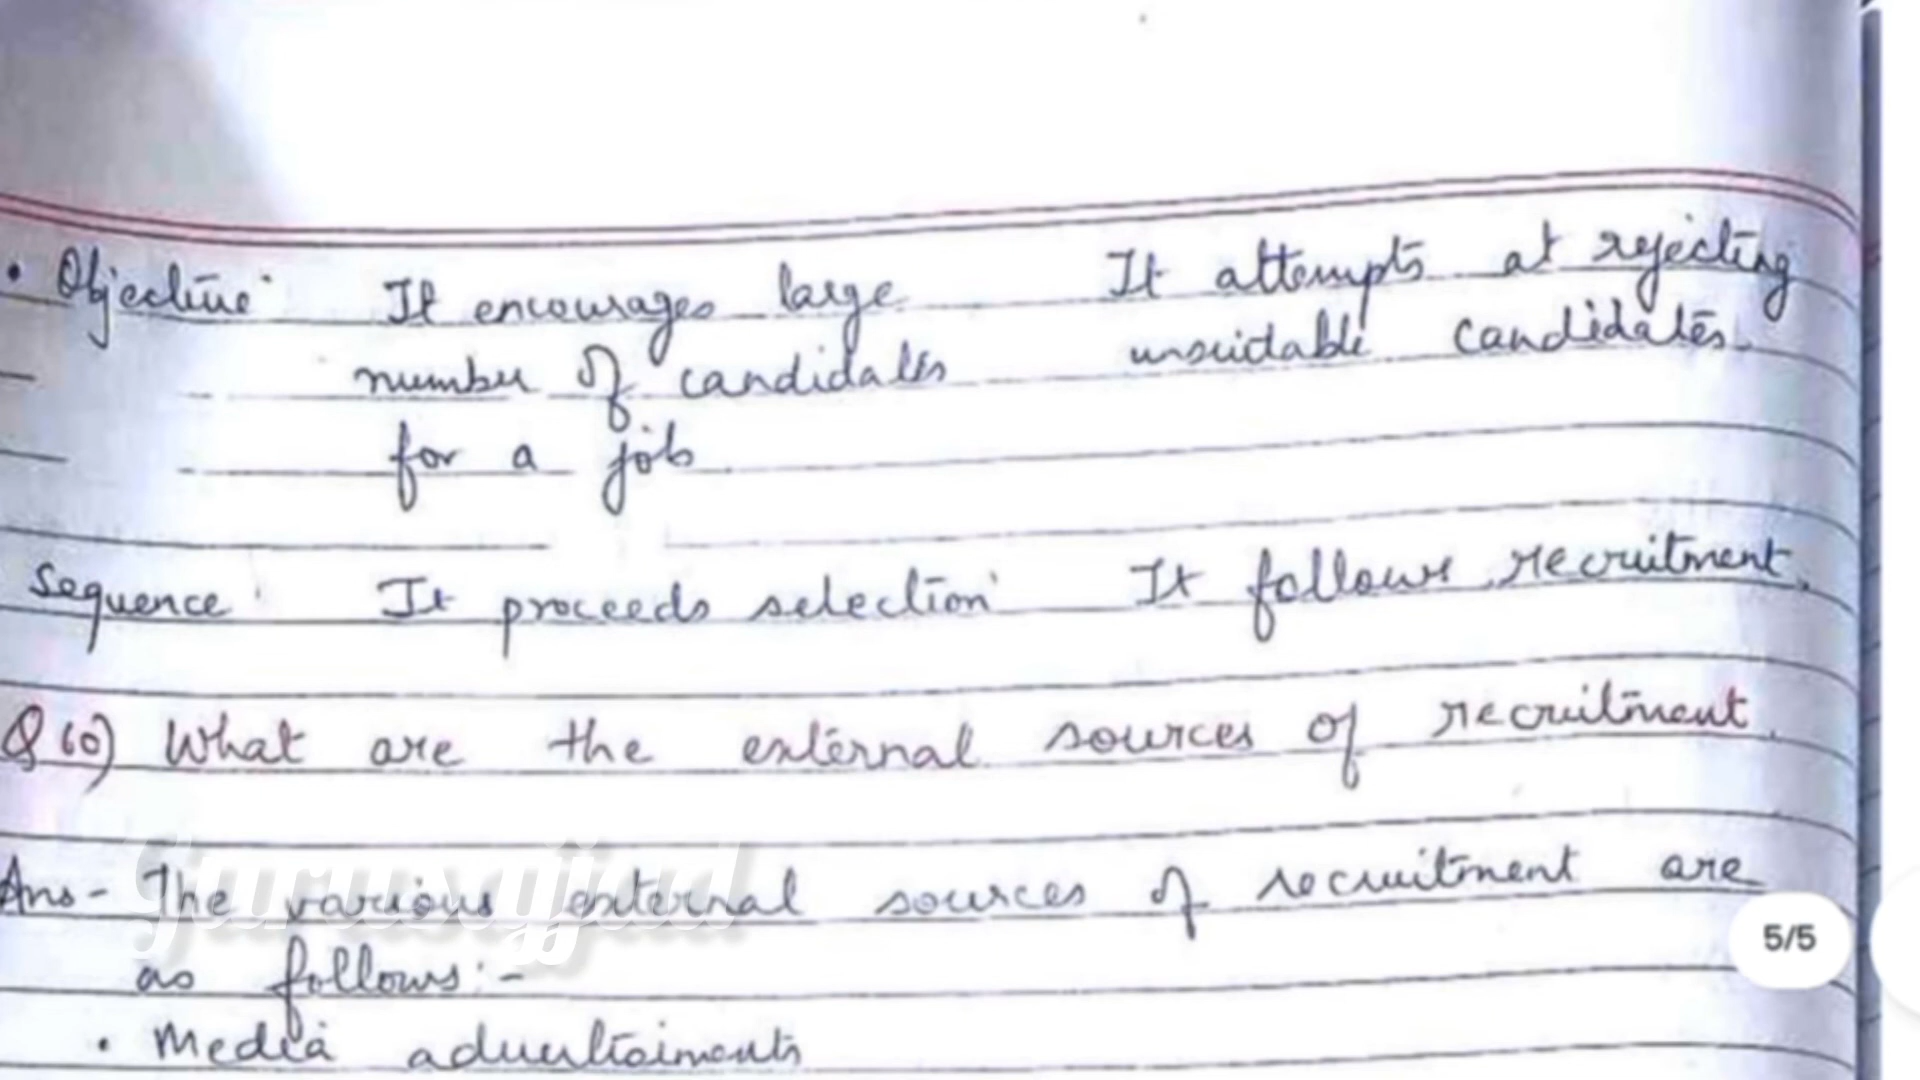 • Objective It encourages large It attempts at rejecting
number of candidates unsuitable candidates.
for a job
Sequence It proceeds selection It follows recruitment.
Q 10) What are the external sources of recruitment.
Ans - The various external sources of recruitment are
5/5
as follows:-
• Media